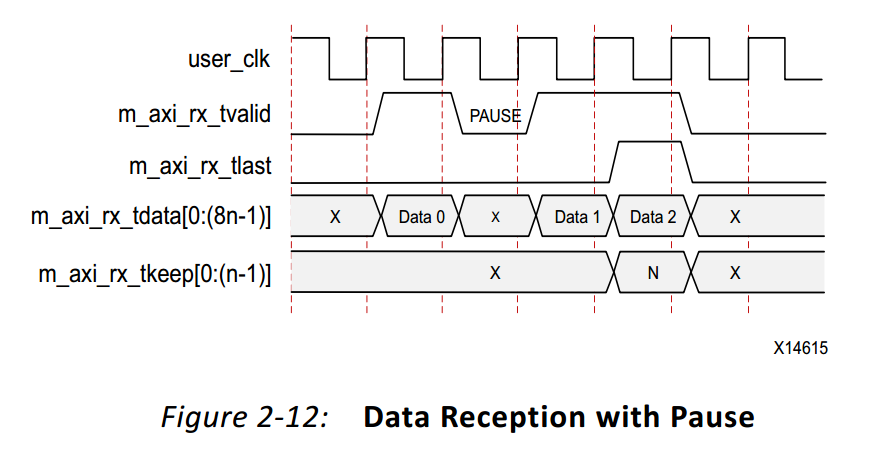 user_clk
m_axi_rx_tvalid
PAUSE
m_axi_rx_tlast
m_axi_rx_tdata[0:(8n-1)]
X Data 0 X Data 1 Data 2 X
m_axi_rx_tkeep[0:(n-1)]
X N X
X14615
Figure 2-12: Data Reception with Pause